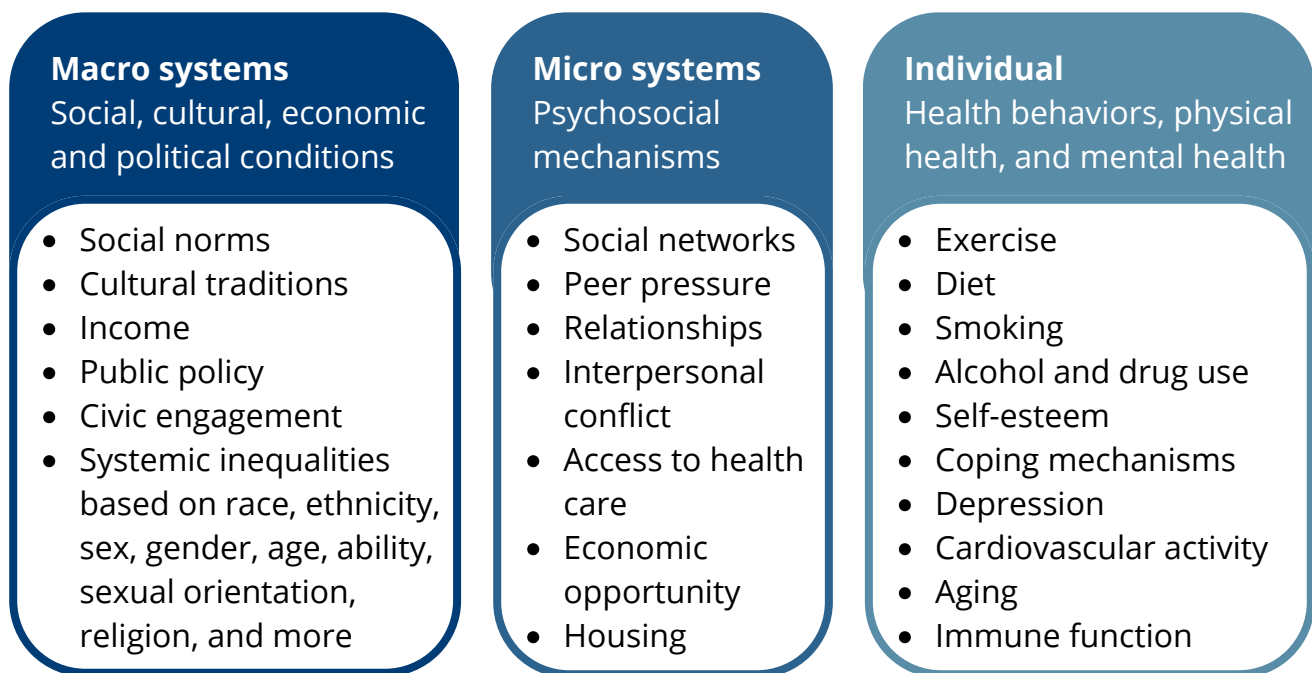 Macro systems
Social, cultural, economic
and political conditions
• Social norms
• Cultural traditions
• Income
• Public policy
• Civic engagement
• Systemic inequalities
based on race, ethnicity,
sex, gender, age, ability,
sexual orientation,
religion, and more
Micro systems
Psychosocial
mechanisms
• Social networks
• Peer pressure
• Relationships
• Interpersonal
conflict
• Access to health
care
• Economic
opportunity
• Housing
Individual
Health behaviors, physical
health, and mental health
• Exercise
• Diet
• Smoking
• Alcohol and drug use
• Self-esteem
• Coping mechanisms
• Depression
• Cardiovascular activity
• Aging
• Immune function